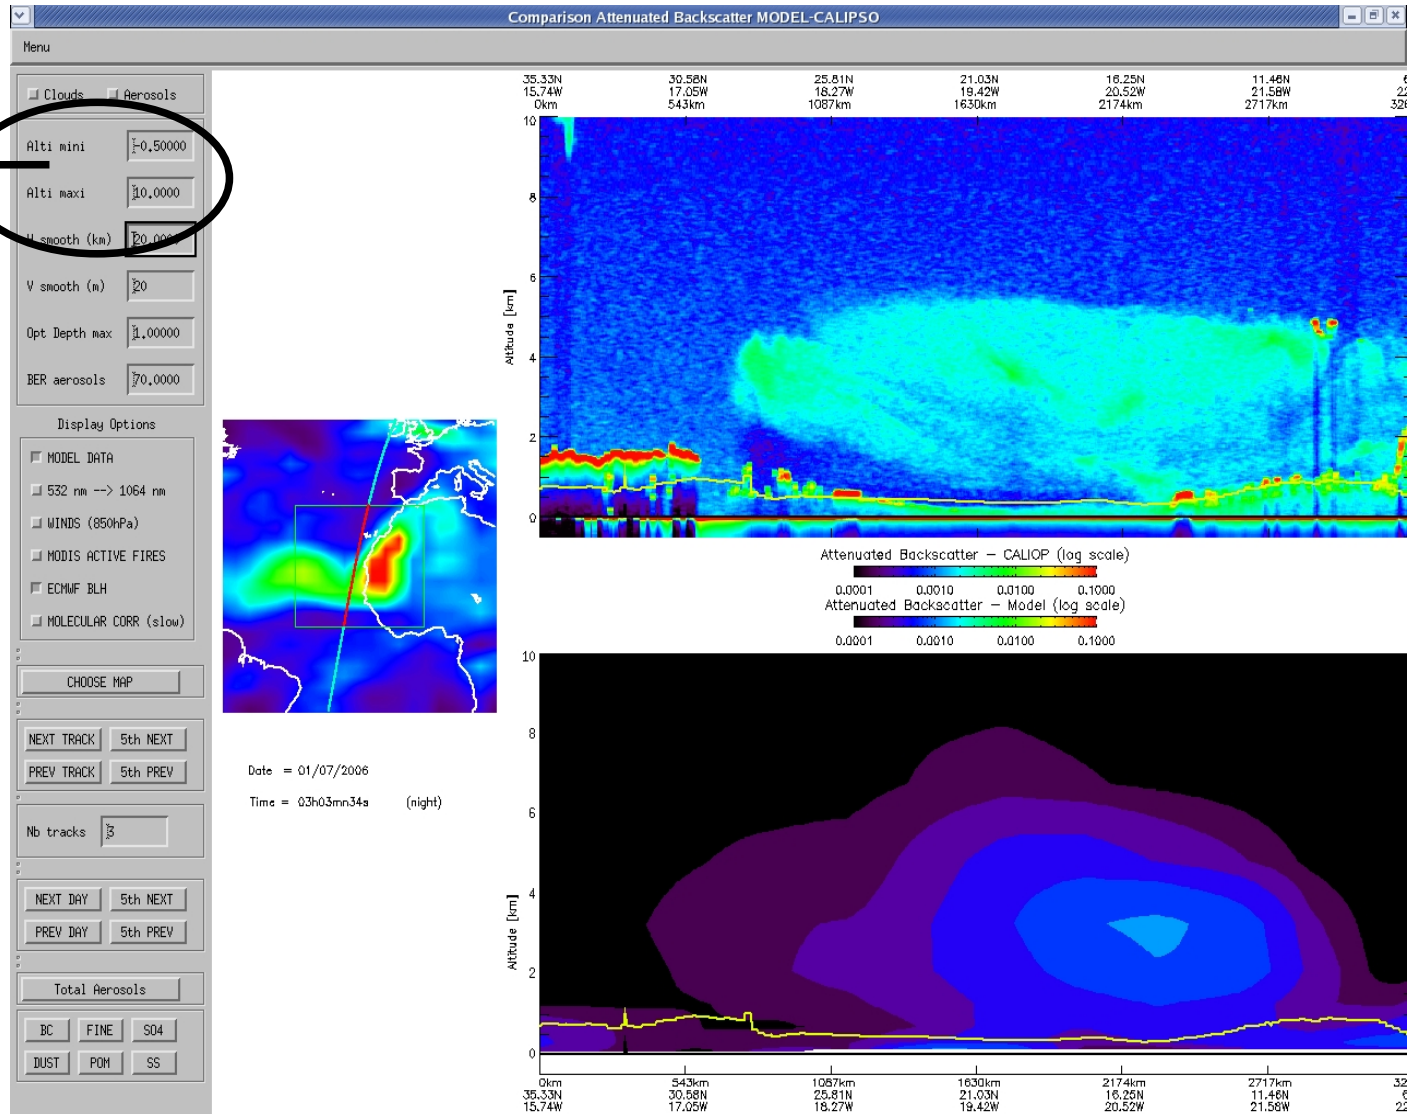 Comparison Attenuated Backscatter MODEL-CALIPSO
Menu
Clouds Aerosols
Alti mini -0.50000
Alti maxi 10.0000
smooth (km) 20.0000
V smooth (m) 20
Opt Depth max 1.00000
BER aerosols 70.0000
Display Options
MODEL DATA
532 nm --> 1064 nm
WINDS (850hPa)
MODIS ACTIVE FIRES
ECMWF BLH
MOLECULAR CORR (slow)
CHOOSE MAP
NEXT TRACK 5th NEXT
PREV TRACK 5th PREV
Nb tracks 3
NEXT DAY 5th NEXT
PREV DAY 5th PREV
Total Aerosols
BC FINE SO4
DUST POM SS
Date = 01/07/2006
Time = 03h03mn34s (night)
35.33N 30.58N 25.81N 21.03N 16.25N 11.46N
15.74W 17.05W 18.27W 19.42W 20.52W 21.58W
0km 543km 1087km 1630km 2174km 2717km
10
8
6
4
2
0
Altitude [km]
Attenuated Backscatter - CALIOP (log scale)
0.0001 0.0010 0.0100 0.1000
Attenuated Backscatter - Model (log scale)
0.0001 0.0010 0.0100 0.1000
10
8
6
4
2
0
Altitude [km]
0km 543km 1087km 1630km 2174km 2717km
35.33N 30.58N 25.81N 21.03N 16.25N 11.46N
15.74W 17.05W 18.27W 19.42W 20.52W 21.58W